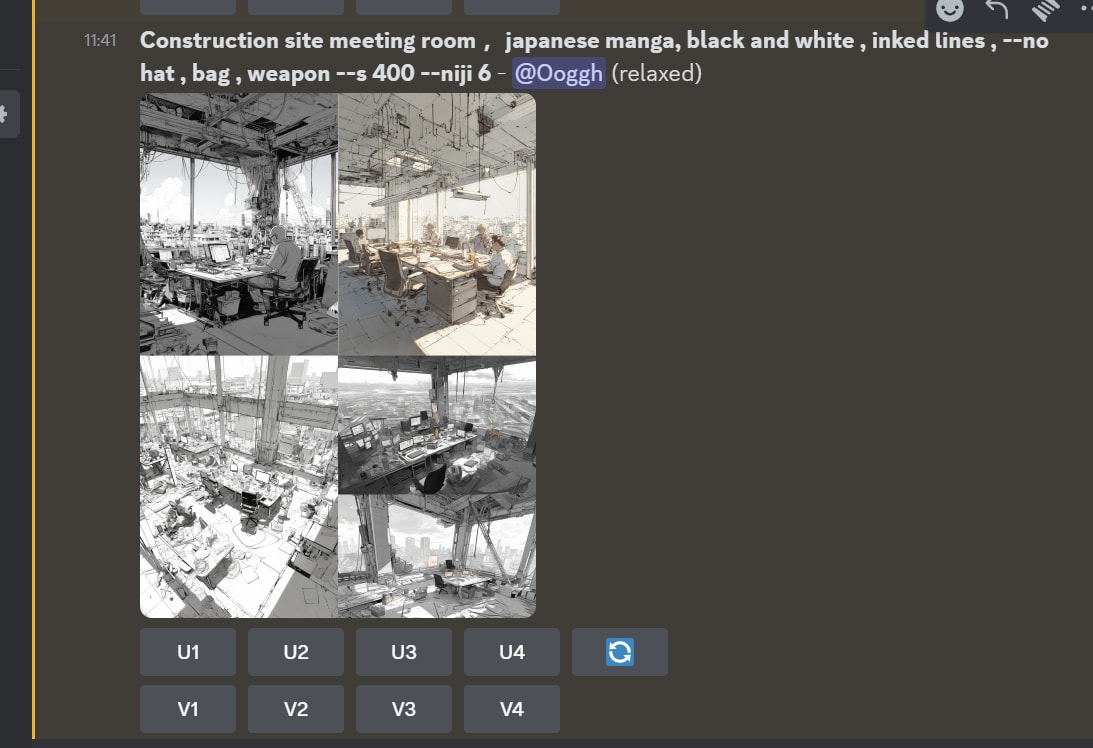 11:41 Construction site meeting room ,   japanese manga, black and white , inked lines , --no
hat , bag , weapon --s 400 --niji 6 - @Ooggh (relaxed)
U1 U2 U3 U4
V1 V2 V3 V4